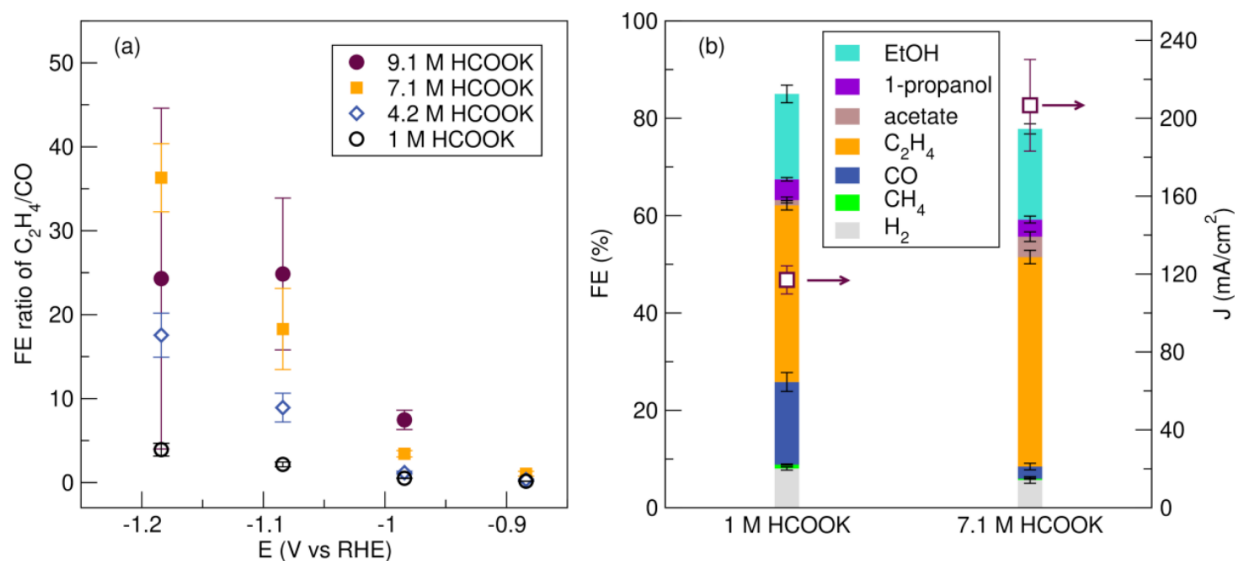 (a)
9.1 M HCOOK
7.1 M HCOOK
4.2 M HCOOK
1 M HCOOK
FE ratio of C₂H₄/CO
50
40
30
20
10
0
-1.2
-1.1
-1
-0.9
E (V vs RHE)
(b)
EtOH
1-propanol
acetate
C₂H₄
CO
CH₄
H₂
FE (%)
100
80
60
40
20
0
1 M HCOOK
7.1 M HCOOK
240
200
160
120
80
40
0
J (mA/cm²)